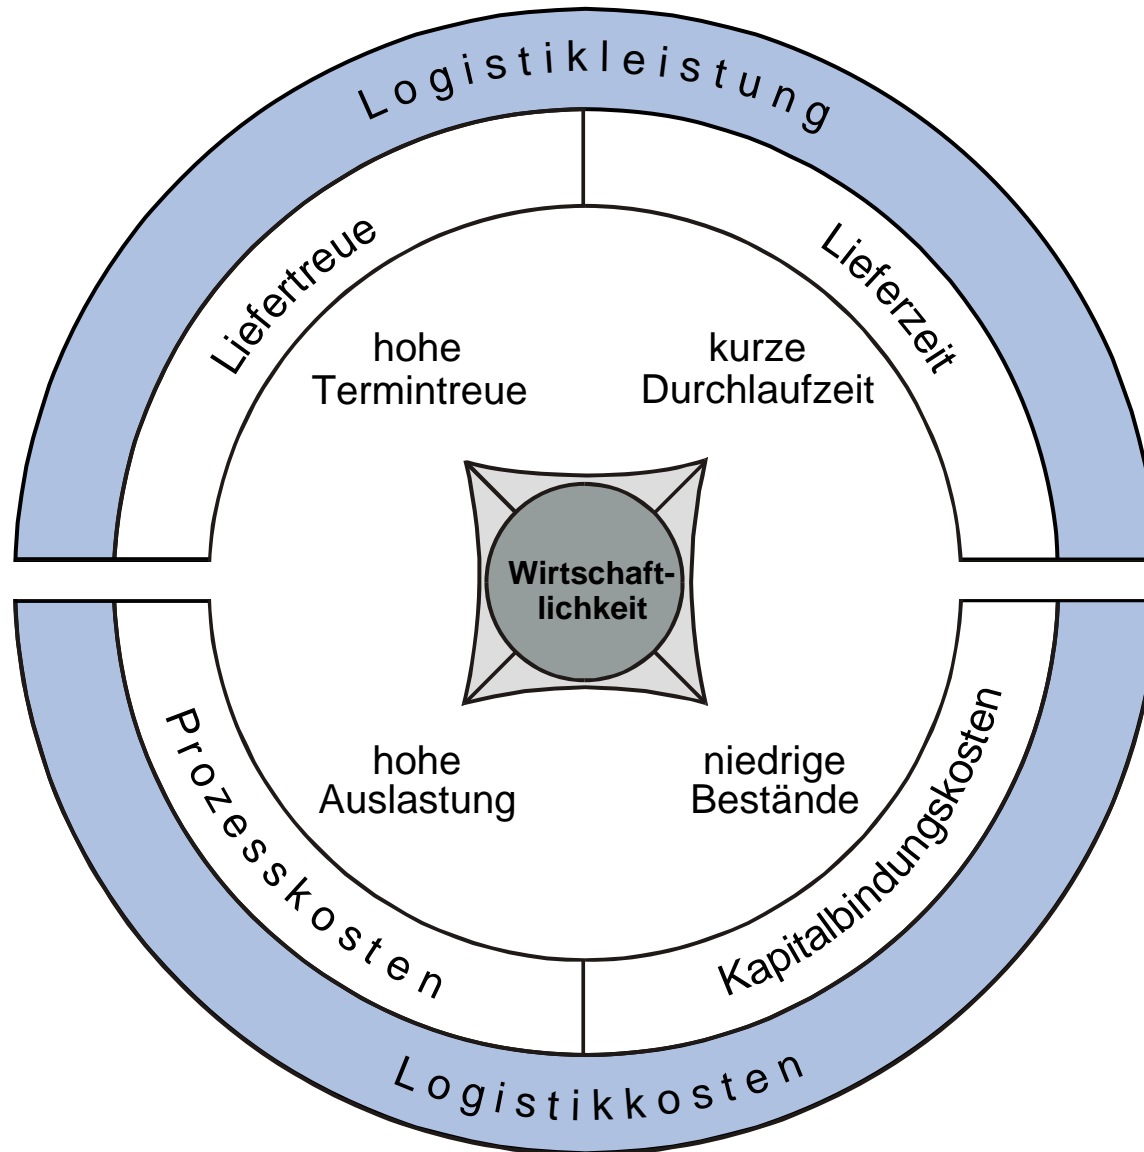 Logistikleistung
Liefertreue
Lieferzeit
hohe
Termintreue
kurze
Durchlaufzeit
Wirtschaft-
lichkeit
hohe
Auslastung
niedrige
Bestände
Prozesskosten
Kapitalbindungskosten
Logistikkosten